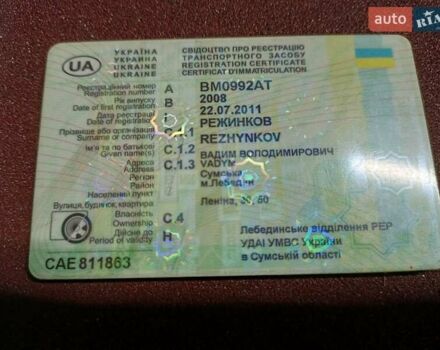 auto RIA
УКРАЇНА
УКРАИНА
UKRAINE
UA
СВІДОЦТВО ПРО РЕЄСТРАЦІЮ
ТРАНСПОРТНОГО ЗАСОБУ
REGISTRATION CERTIFICATE
CERTIFICAT D'IMMATRICULATION
Реєстраційний номер A BM0992AT
Registration number
Рік випуску B 2008
Date of first registration
Дата реєстрації 22.07.2011
Date of registration
Прізвище або організація C.1.1 РЕЖИНКОВ
Surname or company REZHYNKOV
Ім'я та по батькові C.1.2 ВАДИМ ВОЛОДИМИРОВИЧ
Given name(s) VADYM
Адреса C.1.3 Сумська
Address
Регіон м.Лебедин
Район
Населений пункт
Вулиця, будинок, квартира Леніна, 50
Власність C.4
Ownership
Дійсне до H
Period of validity
Лебединське відділення РЕР
УДАІ УМВС України
в Сумській області
CAE 811863